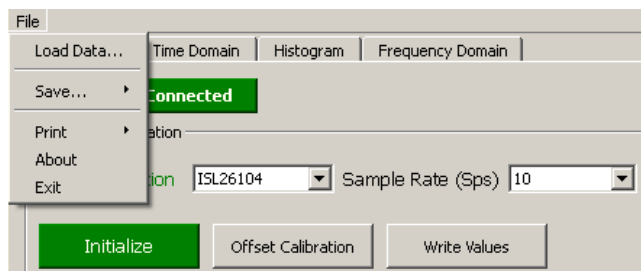 File
Load Data... Time Domain Histogram Frequency Domain
Save... Connected
Print ation
About
Exit ion ISL26104 Sample Rate (Sps) 10
Initialize Offset Calibration Write Values